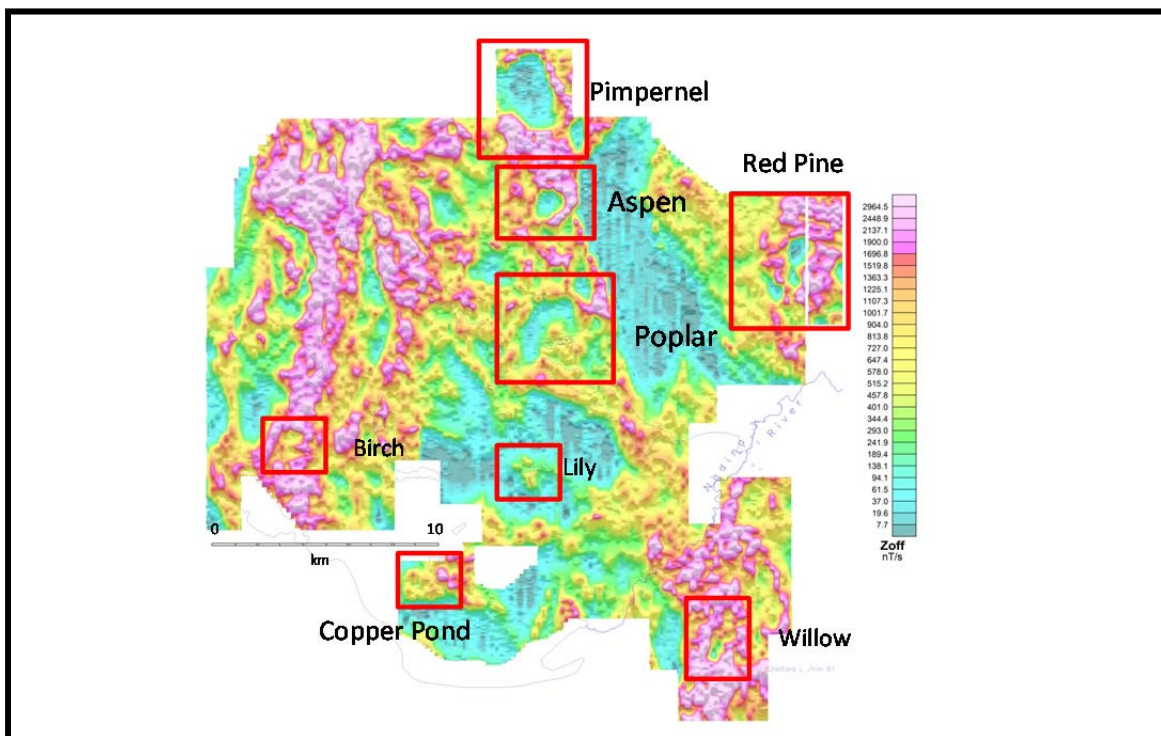 Pimpernel
Red Pine
Aspen
Poplar
Birch
Lily
0 10
km
Copper Pond
Willow
River
2964.5
2448.9
2137.1
1900.0
1696.8
1519.8
1363.3
1225.1
1107.3
1001.7
904.0
813.8
727.0
647.4
578.0
515.2
457.8
401.0
344.4
293.0
241.9
189.4
138.1
94.1
61.5
37.0
19.6
7.7
Zoff
nT/s